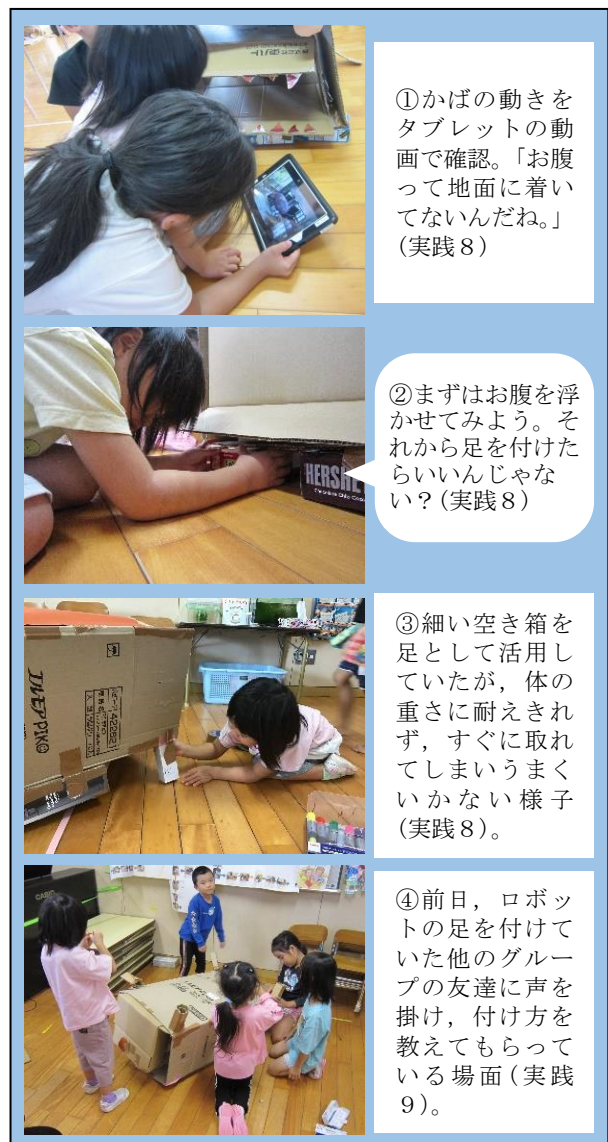 ①かばの動きを
タブレットの動
画で確認。「お腹
って地面に着い
てないんだね。」
(実践8)
HERSHE
②まずはお腹を浮
かせてみよう。そ
れから足を付けた
らいいんじゃな
い?(実践8)
エルモア piko
③細い空き箱を
足として活用し
ていたが,体の
重さに耐えきれ
ず,すぐに取れ
てしまいうまく
いかない様子
(実践8)。
CASIO
④前日,ロボッ
トの足を付けて
いた他のグルー
プの友達に声を
掛け,付け方を
教えてもらって
いる場面(実践
9)。